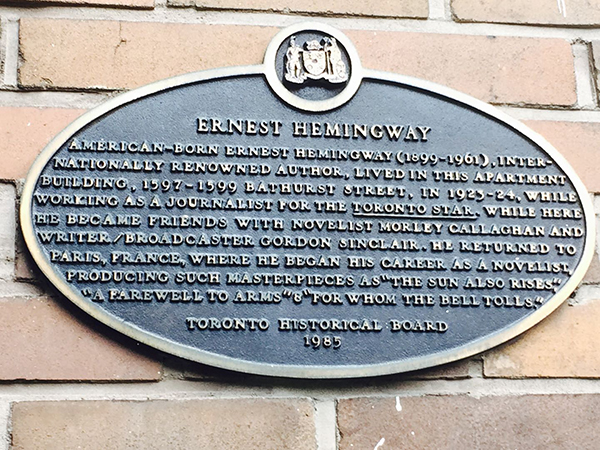 ERNEST HEMINGWAY
AMERICAN-BORN ERNEST HEMINGWAY (1899-1961), INTER-
NATIONALLY RENOWNED AUTHOR, LIVED IN THIS APARTMENT
BUILDING, 1597-1599 BATHURST STREET, IN 1923-24, WHILE
WORKING AS A JOURNALIST FOR THE TORONTO STAR. WHILE HERE
HE BECAME FRIENDS WITH NOVELIST MORLEY CALLAGHAN AND
WRITER/BROADCASTER GORDON SINCLAIR. HE RETURNED TO
PARIS, FRANCE, WHERE HE BEGAN HIS CAREER AS A NOVELIST,
PRODUCING SUCH MASTERPIECES AS "THE SUN ALSO RISES"
"A FAREWELL TO ARMS" & "FOR WHOM THE BELL TOLLS."
TORONTO HISTORICAL BOARD
1985